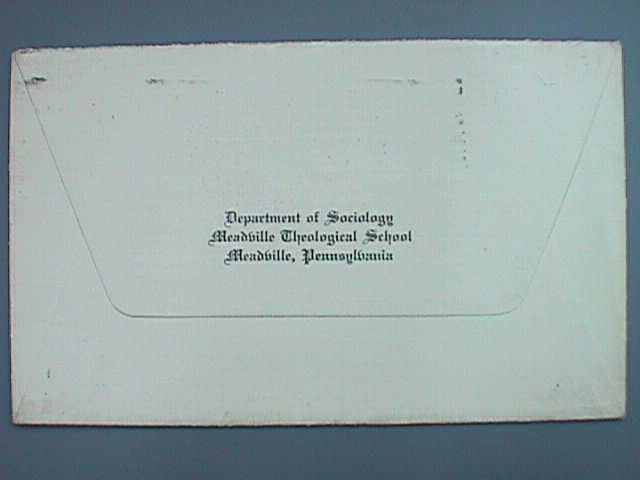 Department of Sociology
Meadville Theological School
Meadville, Pennsylvania